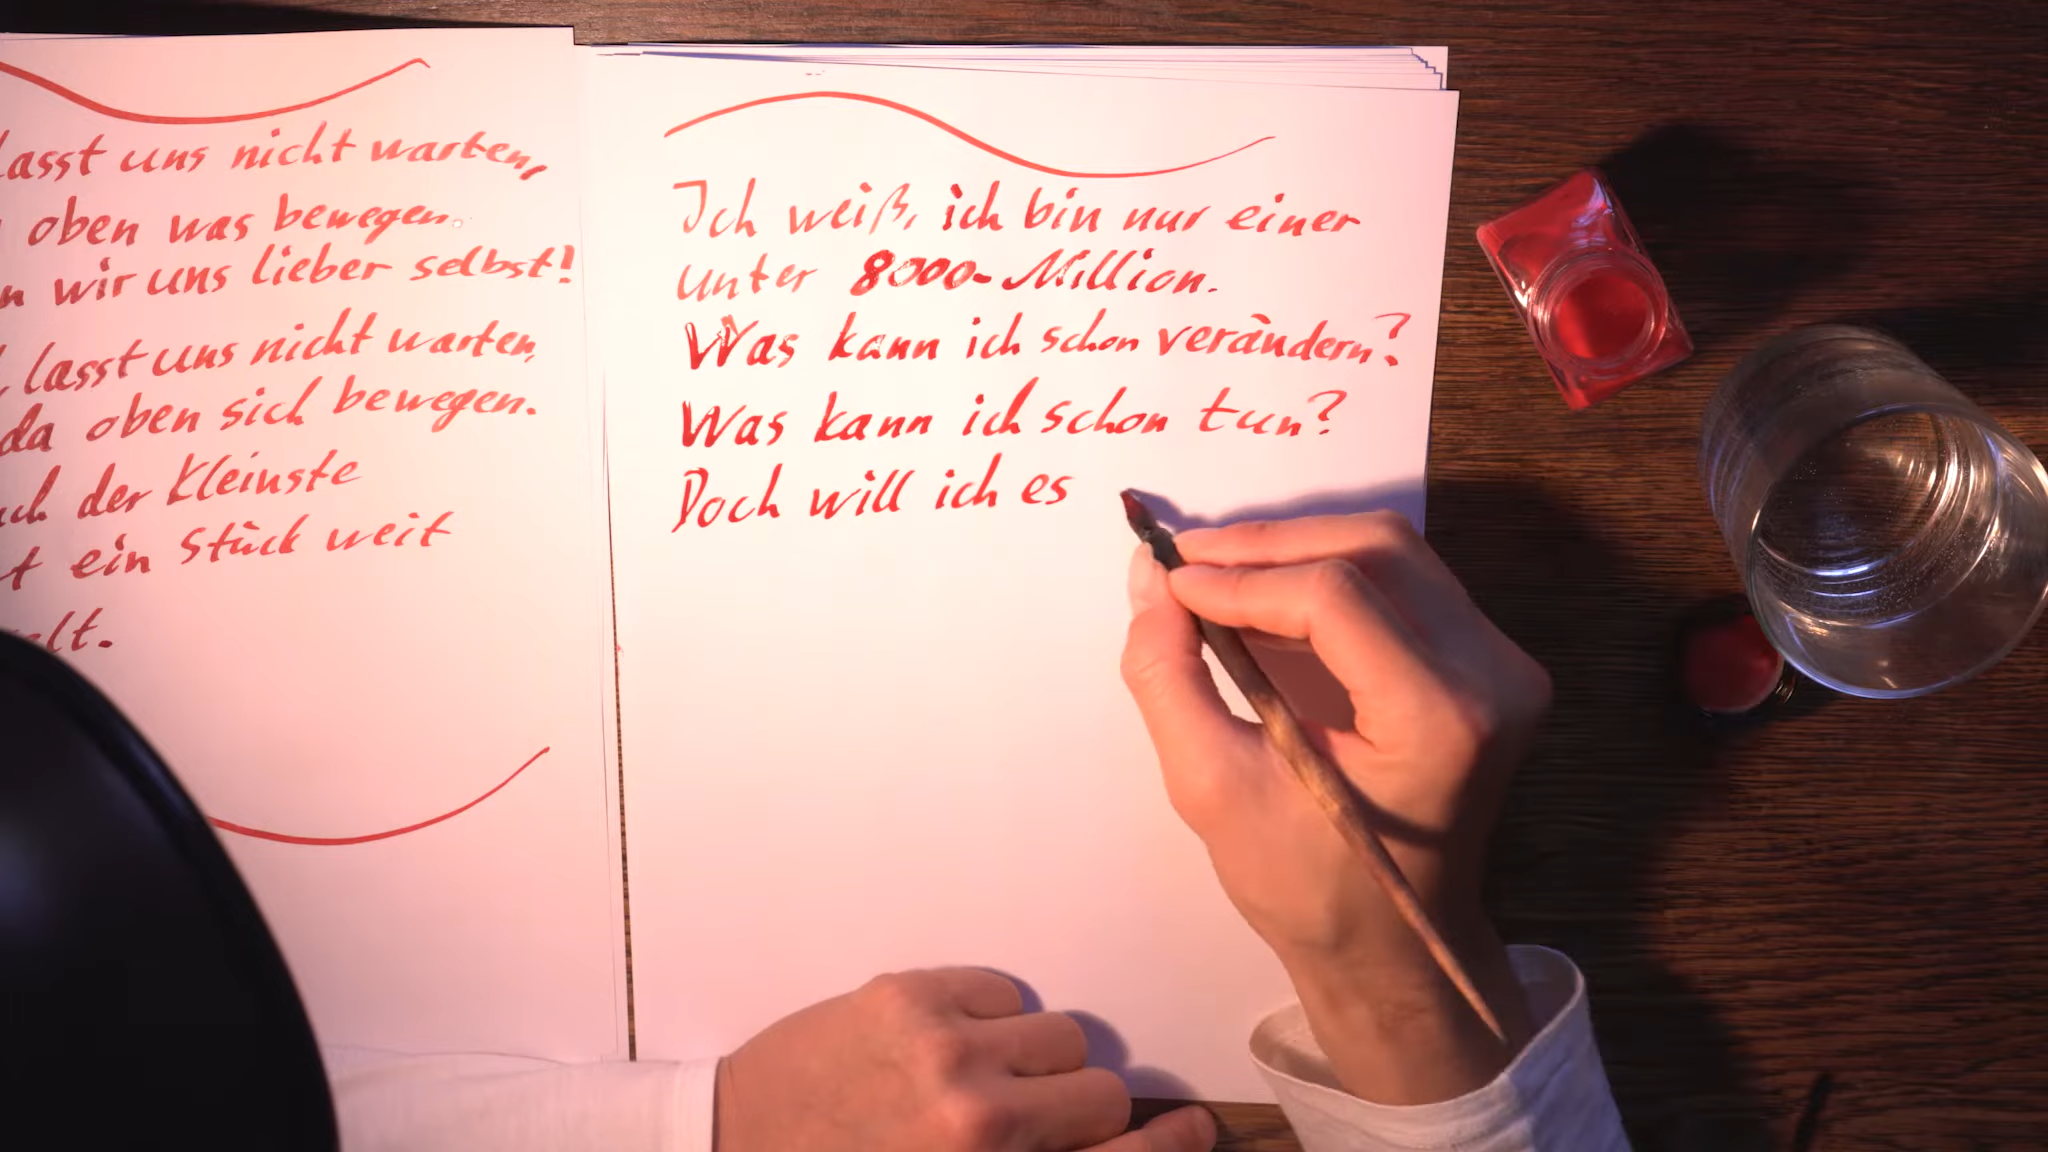 lasst uns nicht warten,
oben was bewegen.
wir uns lieber selbst!
lasst uns nicht warten,
da oben sich bewegen.
der Kleinste
ein Stück weit
Ich weiß, ich bin nur einer
unter 8000-Million.
Was kann ich schon verändern?
Was kann ich schon tun?
Doch will ich es